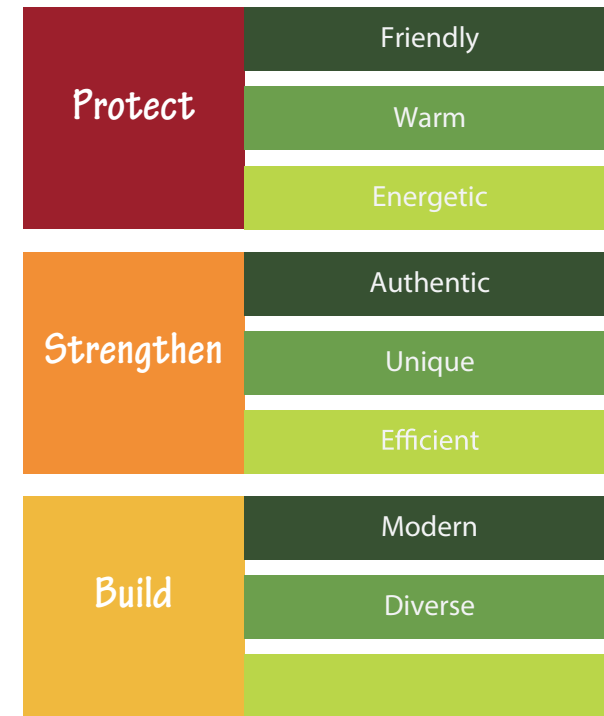 Protect
Friendly
Warm
Energetic
Strengthen
Authentic
Unique
Efficient
Build
Modern
Diverse